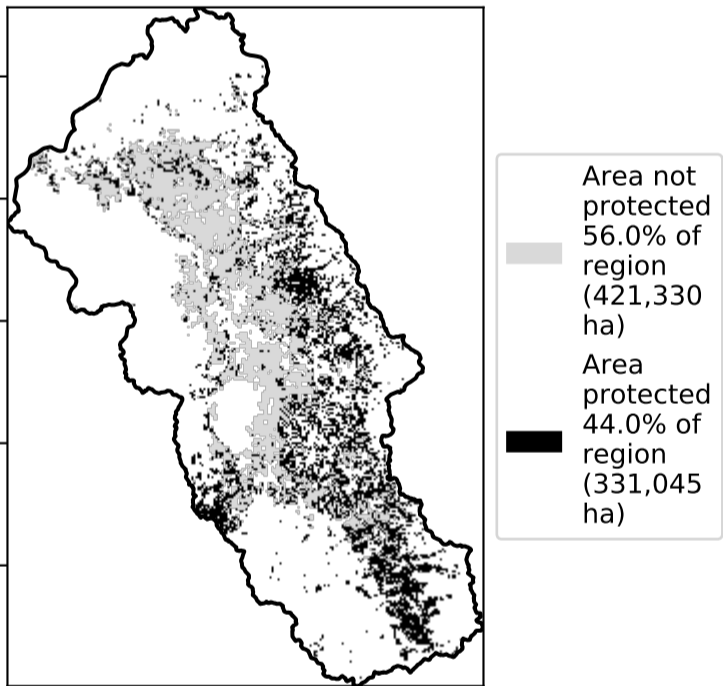 Area not
protected
56.0% of
region
(421,330
ha)
Area
protected
44.0% of
region
(331,045
ha)